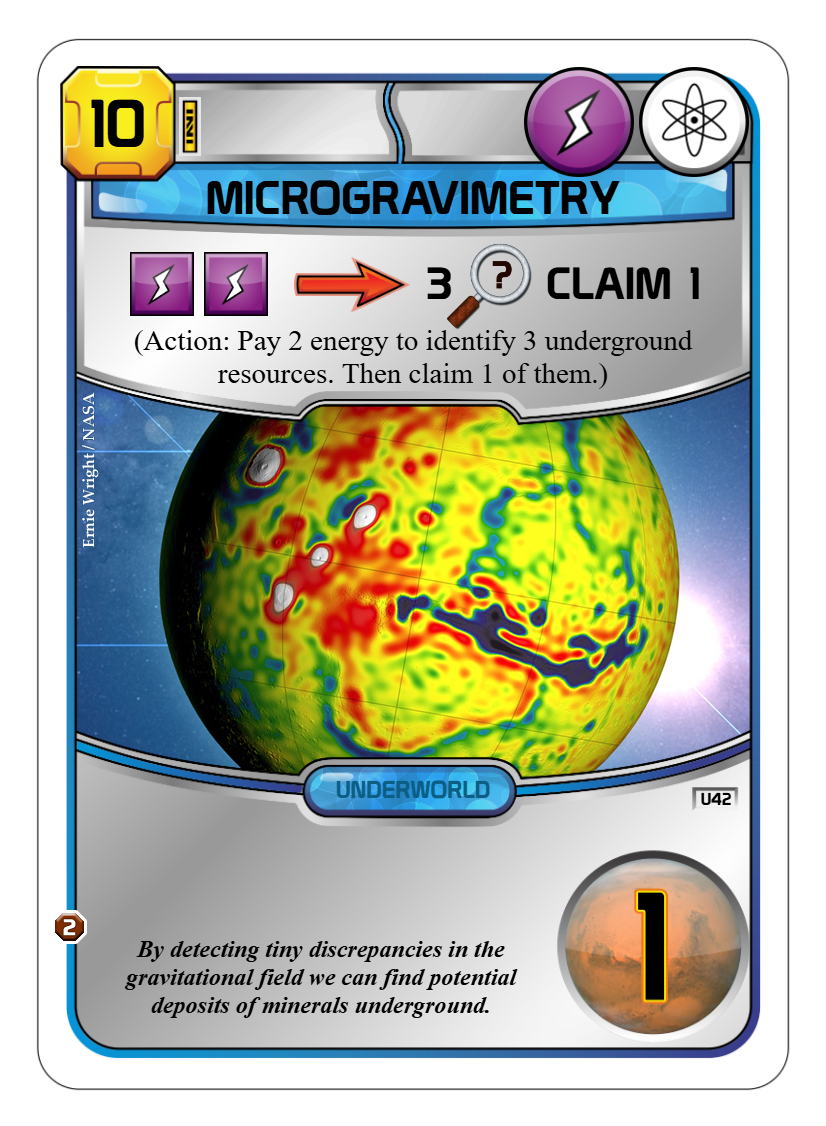 10
MICROGRAVIMETRY
3 ? CLAIM 1
(Action: Pay 2 energy to identify 3 underground
resources. Then claim 1 of them.)
Ernie Wright / NASA
UNDERWORLD
U42
2
1
By detecting tiny discrepancies in the
gravitational field we can find potential
deposits of minerals underground.